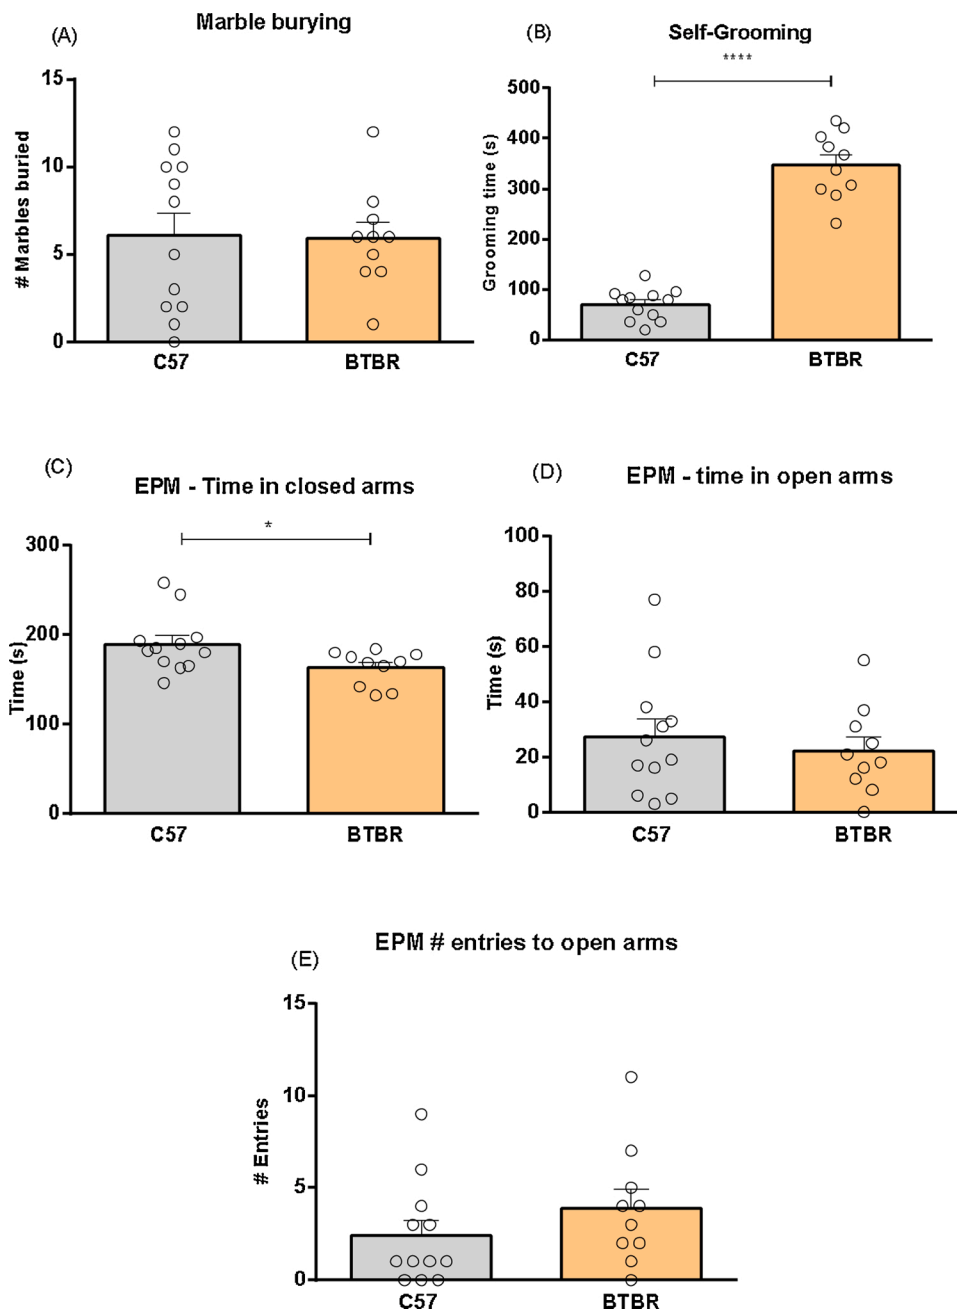 (A)
Marble burying
# Marbles buried
15
10
5
0
C57
BTBR
(B)
Self-Grooming
****
Grooming time (s)
500
400
300
200
100
0
C57
BTBR
(C)
EPM - Time in closed arms
*
Time (s)
300
200
100
0
C57
BTBR
(D)
EPM - time in open arms
Time (s)
100
80
60
40
20
0
C57
BTBR
(E)
EPM # entries to open arms
# Entries
15
10
5
0
C57
BTBR